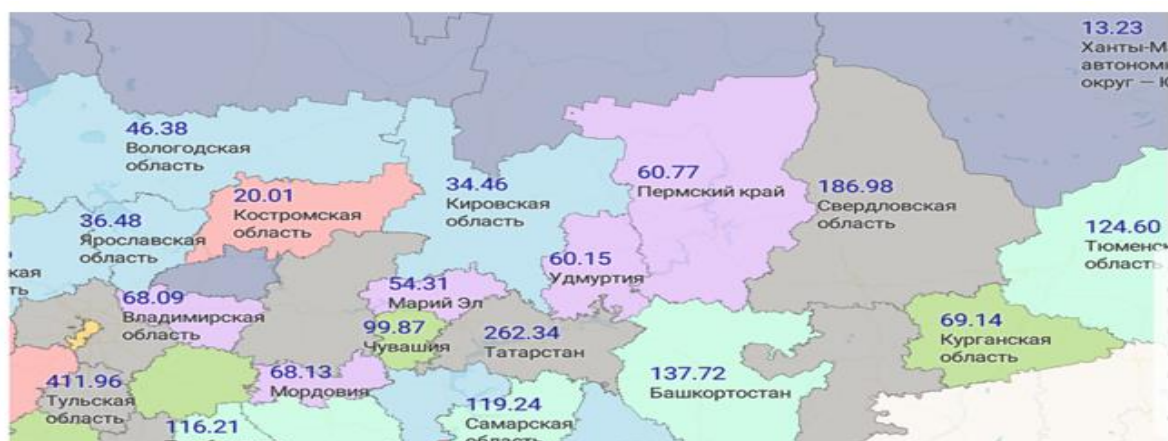 13.23
Ханты-М
автоном
округ — Ю
46.38
Вологодская
область
60.77
Пермский край
186.98
Свердловская
область
20.01
Костромская
область
34.46
Кировская
область
36.48
Ярославская
область
124.60
Тюменск
область
60.15
Удмуртия
54.31
Марий Эл
68.09
Владимирская
область
99.87
Чувашия
262.34
Татарстан
69.14
Курганская
область
68.13
Мордовия
137.72
Башкортостан
411.96
Тульская
область
119.24
Самарская
116.21